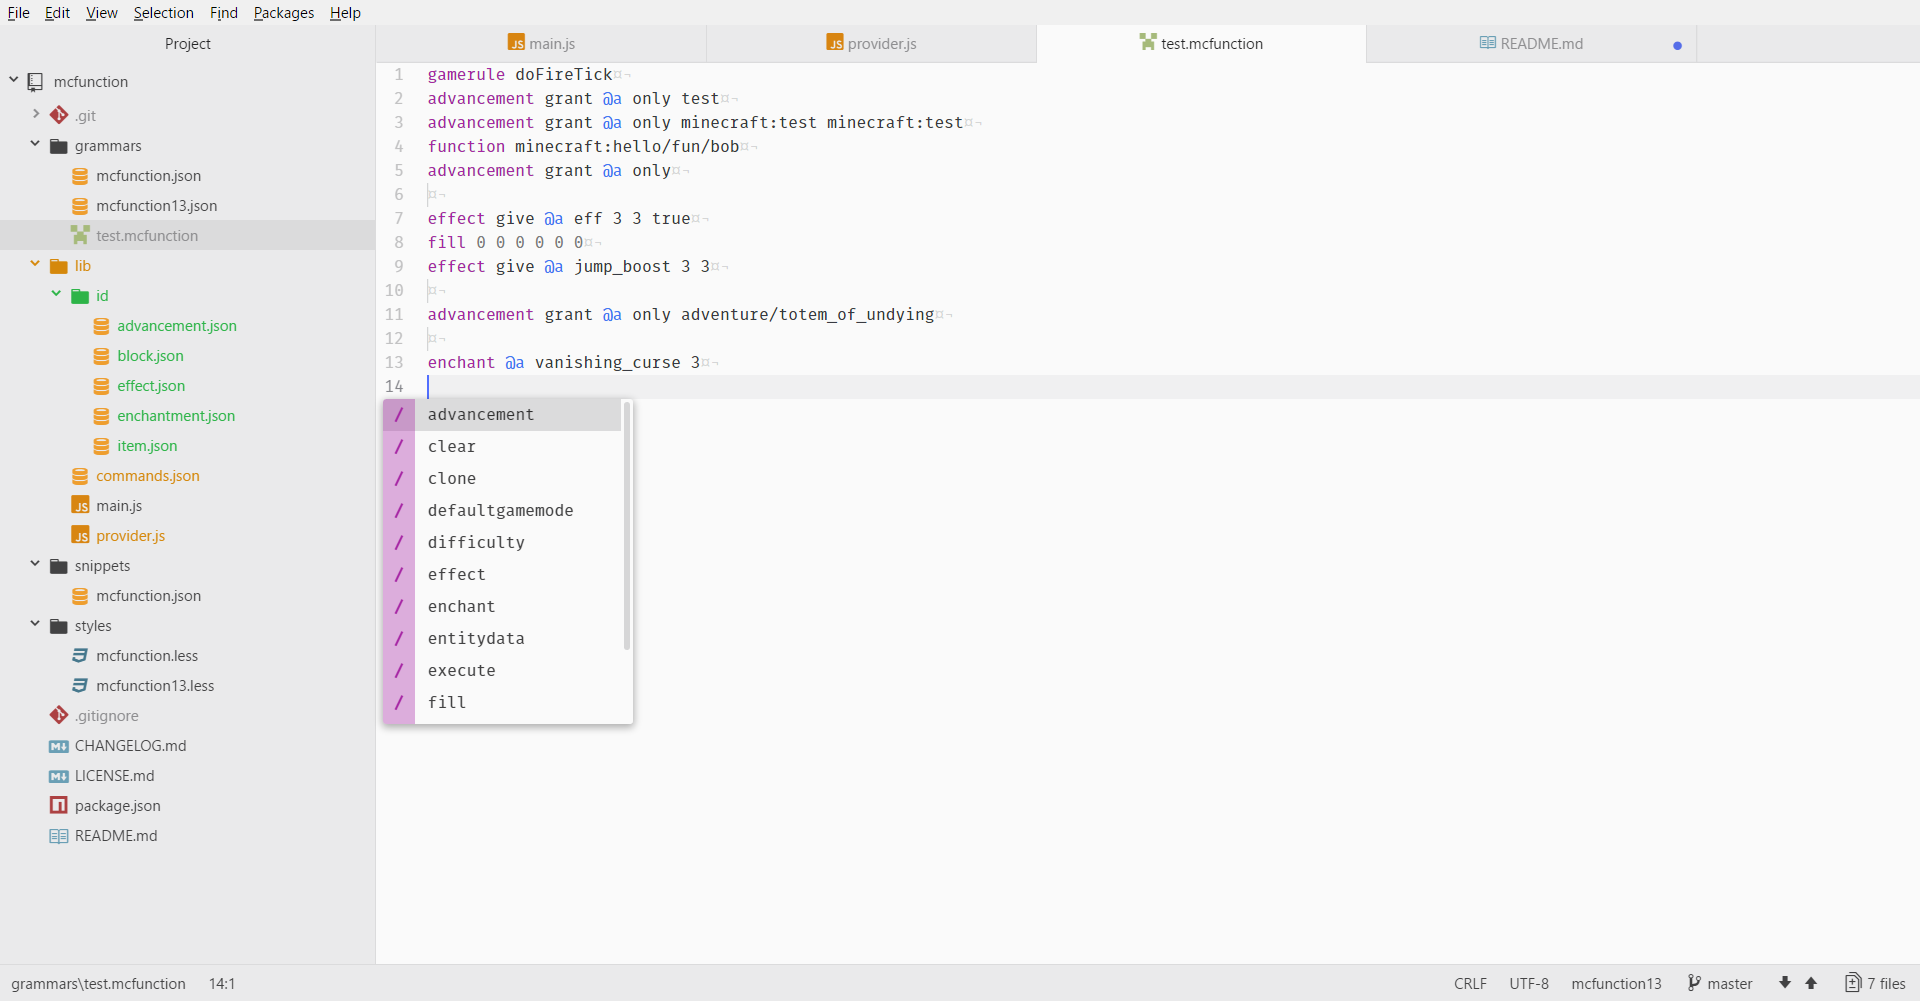 File Edit View Selection Find Packages Help
Project
mcfunction
.git
grammars
mcfunction.json
mcfunction13.json
test.mcfunction
lib
id
advancement.json
block.json
effect.json
enchantment.json
item.json
commands.json
main.js
provider.js
snippets
mcfunction.json
styles
mcfunction.less
mcfunction13.less
.gitignore
CHANGELOG.md
LICENSE.md
package.json
README.md
main.js provider.js test.mcfunction README.md
1 gamerule doFireTick¤¬
2 advancement grant @a only test¤¬
3 advancement grant @a only minecraft:test minecraft:test¤¬
4 function minecraft:hello/fun/bob¤¬
5 advancement grant @a only¤¬
6 ¤¬
7 effect give @a eff 3 3 true¤¬
8 fill 0 0 0 0 0 0¤¬
9 effect give @a jump_boost 3 3¤¬
10 ¤¬
11 advancement grant @a only adventure/totem_of_undying¤¬
12 ¤¬
13 enchant @a vanishing_curse 3¤¬
14
/ advancement
/ clear
/ clone
/ defaultgamemode
/ difficulty
/ effect
/ enchant
/ entitydata
/ execute
/ fill
grammars\test.mcfunction 14:1 CRLF UTF-8 mcfunction13 master 7 files